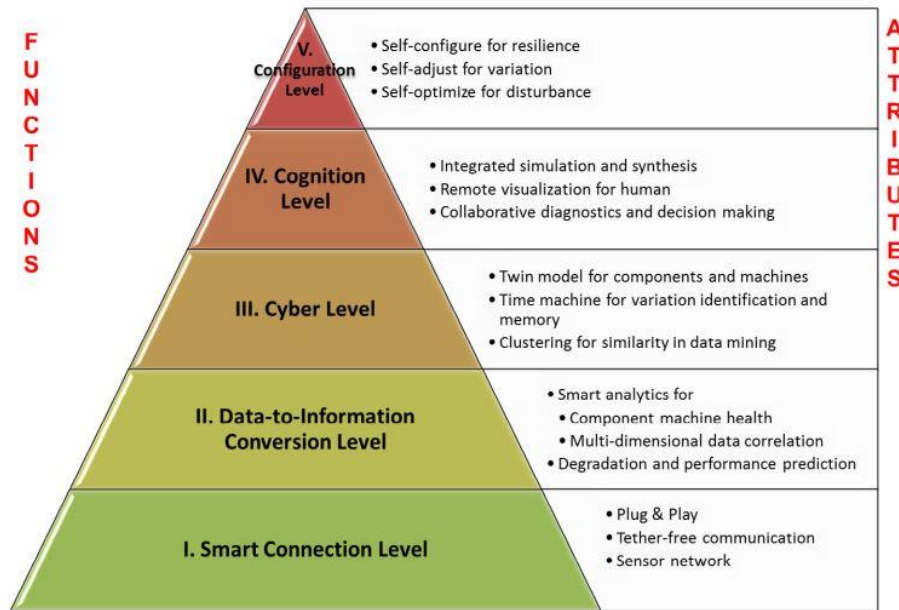 FUNCTIONS
ATTRIBUTES
V.
Configuration
Level
• Self-configure for resilience
• Self-adjust for variation
• Self-optimize for disturbance
IV. Cognition
Level
• Integrated simulation and synthesis
• Remote visualization for human
• Collaborative diagnostics and decision making
III. Cyber Level
• Twin model for components and machines
• Time machine for variation identification and
memory
• Clustering for similarity in data mining
II. Data-to-Information
Conversion Level
• Smart analytics for
• Component machine health
• Multi-dimensional data correlation
• Degradation and performance prediction
I. Smart Connection Level
• Plug & Play
• Tether-free communication
• Sensor network